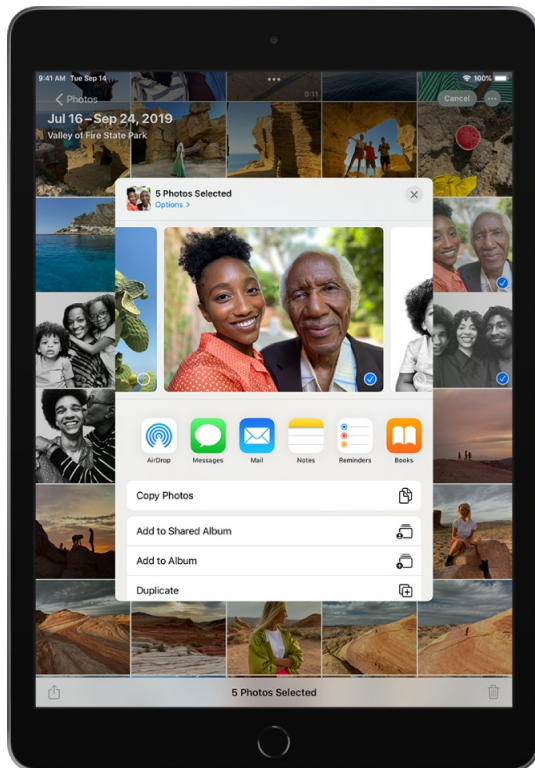 9:41 AM Tue Sep 14
100%
Photos
0:11
Cancel
Jul 16–Sep 24, 2019
Valley of Fire State Park
5 Photos Selected
Options
AirDrop
Messages
Mail
Notes
Reminders
Books
Copy Photos
Add to Shared Album
Add to Album
Duplicate
5 Photos Selected